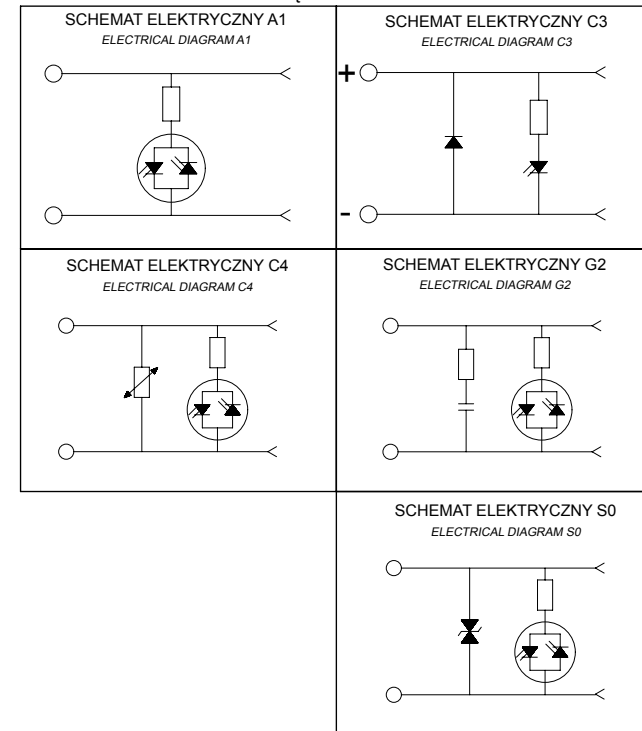 SCHEMAT ELEKTRYCZNY A1
ELECTRICAL DIAGRAM A1
SCHEMAT ELEKTRYCZNY C3
ELECTRICAL DIAGRAM C3
+
-
SCHEMAT ELEKTRYCZNY C4
ELECTRICAL DIAGRAM C4
SCHEMAT ELEKTRYCZNY G2
ELECTRICAL DIAGRAM G2
SCHEMAT ELEKTRYCZNY S0
ELECTRICAL DIAGRAM S0